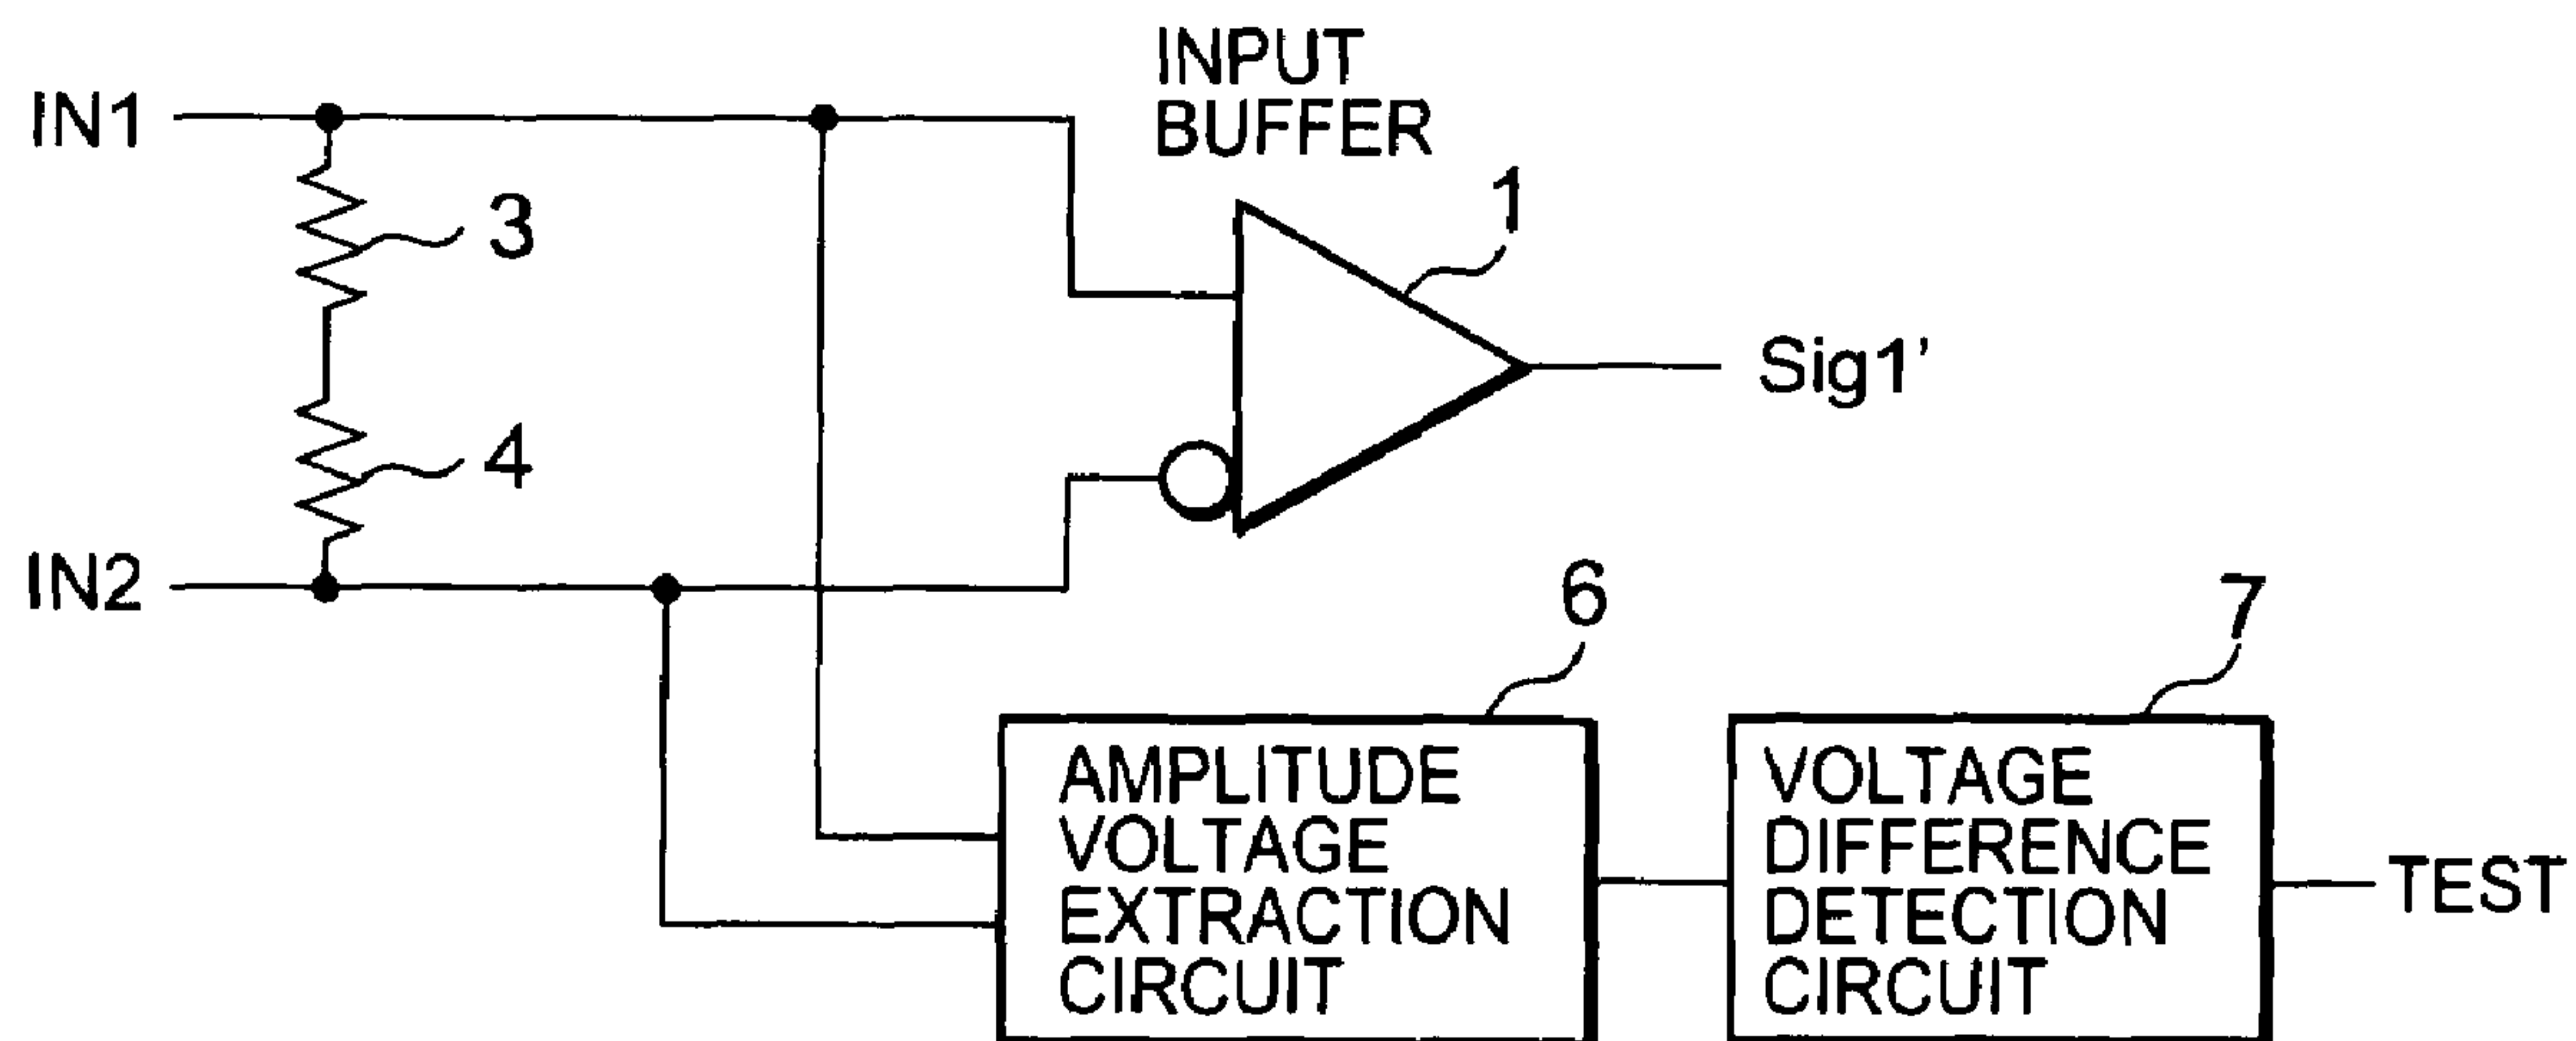 INPUT
BUFFER
IN1
1
3
Sig1’
4
IN2
6
7
AMPLITUDE
VOLTAGE
EXTRACTION
CIRCUIT
VOLTAGE
DIFFERENCE
DETECTION
CIRCUIT
TEST